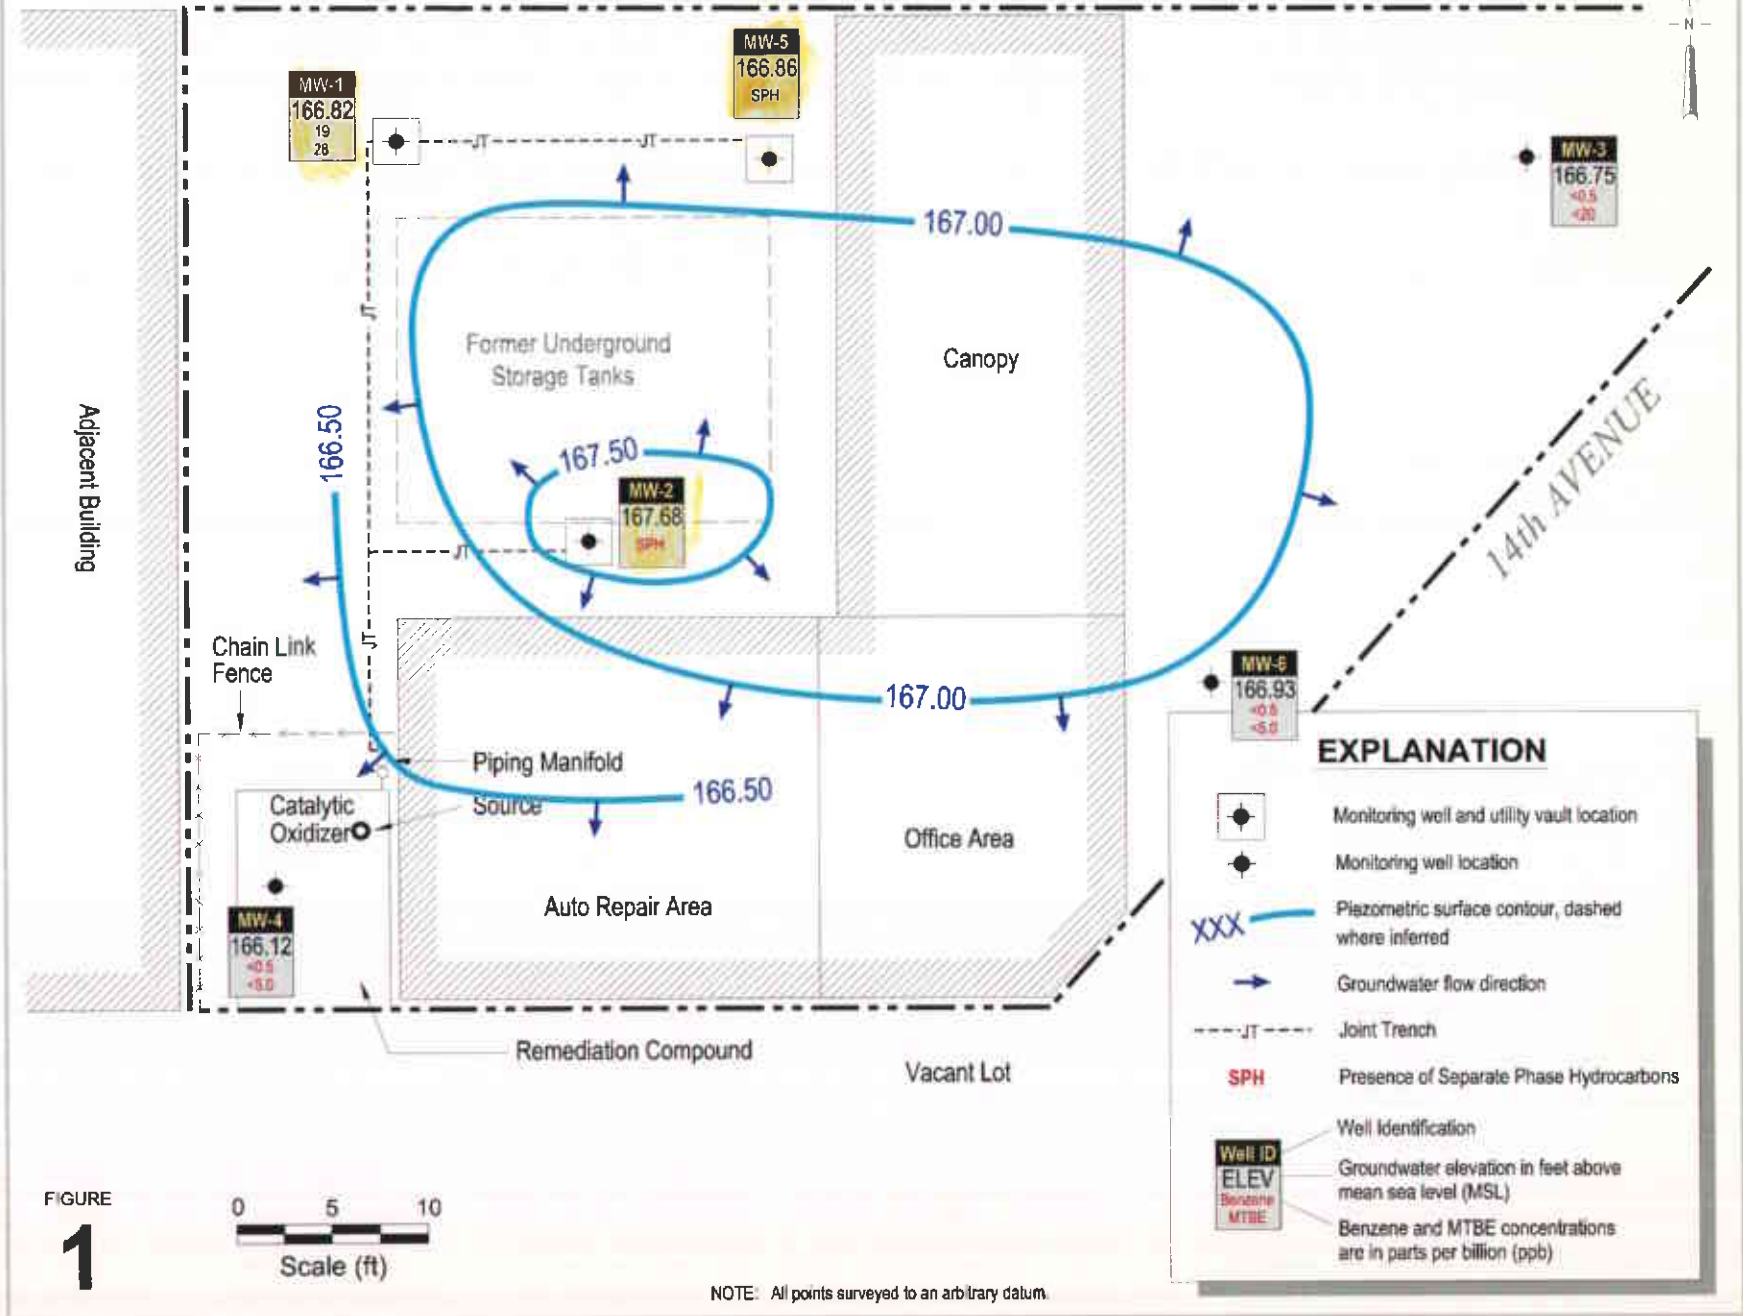 N
MW-1
166.82
19
28
MW-5
166.86
SPH
MW-3
166.75
<0.5
<20
JT
JT
167.00
JT
Former Underground
Storage Tanks
Canopy
Adjacent Building
166.50
167.50
MW-2
167.68
SPH
14th AVENUE
JT
JT
Chain Link
Fence
MW-6
166.93
<0.5
<5.0
167.00
Piping Manifold
Source
166.50
Catalytic
Oxidizer
Office Area
Auto Repair Area
MW-4
166.12
<0.5
<5.0
Remediation Compound
Vacant Lot
EXPLANATION
Monitoring well and utility vault location
Monitoring well location
XXX
Piezometric surface contour, dashed
where inferred
Groundwater flow direction
JT
Joint Trench
SPH
Presence of Separate Phase Hydrocarbons
Well ID
ELEV
Benzene
MTBE
Well Identification
Groundwater elevation in feet above
mean sea level (MSL)
Benzene and MTBE concentrations
are in parts per billion (ppb)
FIGURE
1
0 5 10
Scale (ft)
NOTE: All points surveyed to an arbitrary datum.